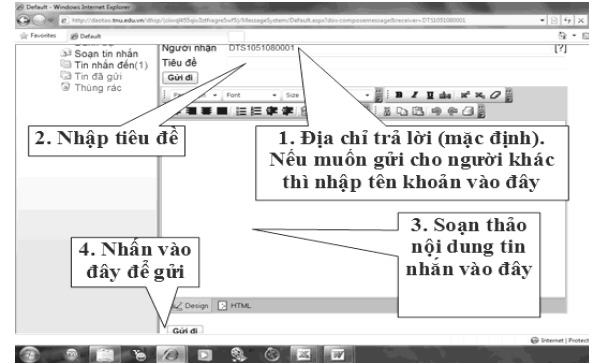 Default - Windows Internet Explorer
Favorites Default
Người nhận DTS1051080001 [?]
Soạn tin nhắn
Tin nhắn đến(1)
Tin đã gửi
Thùng rác
Tiêu đề
Gửi đi
Font Size
2. Nhập tiêu đề
1. Địa chỉ trả lời (mặc định).
Nếu muốn gửi cho người khác
thì nhập tên khoản vào đây
3. Soạn thảo
nội dung tin
nhắn vào đây
4. Nhấn vào
đây để gửi
Design HTML
Gửi đi
Internet | Protect